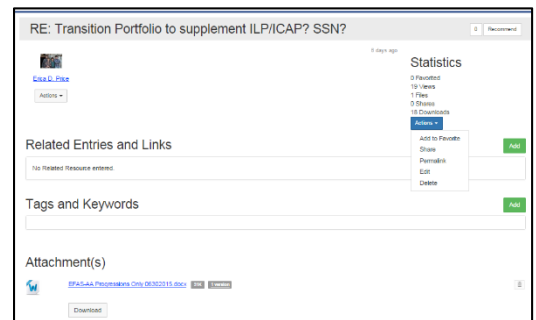 RE: Transition Portfolio to supplement ILP/ICAP? SSN?
0 Recommend
9 days ago
Erica D. Price
Actions
Statistics
0 Favorited
19 Views
1 Files
0 Shares
18 Downloads
Actions
Add to Favorite
Share
Permalink
Edit
Delete
Related Entries and Links
Add
No Related Resource entered.
Tags and Keywords
Add
Attachment(s)
EFAS-AA Progressions Only 06302015.docx
Download